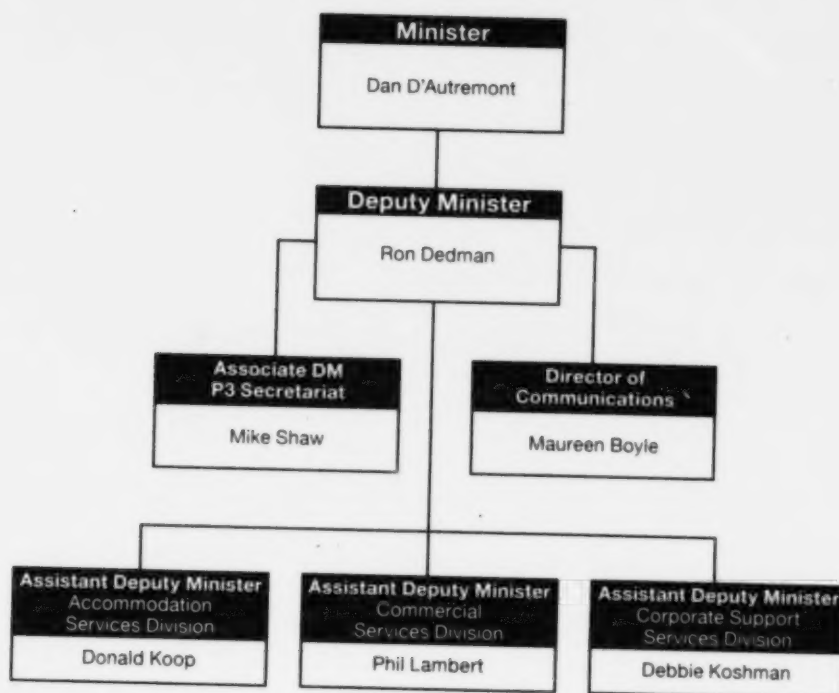 Minister
Dan D'Autremont
Deputy Minister
Ron Dedman
Associate DM
P3 Secretariat
Mike Shaw
Director of
Communications
Maureen Boyle
Assistant Deputy Minister
Accommodation
Services Division
Donald Koop
Assistant Deputy Minister
Commercial
Services Division
Phil Lambert
Assistant Deputy Minister
Corporate Support
Services Division
Debbie Koshman